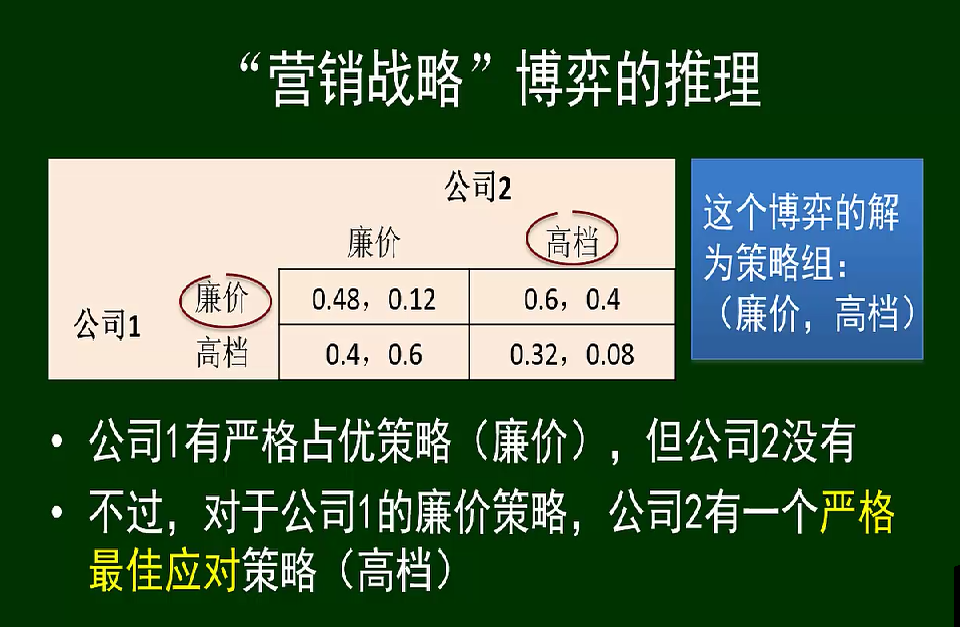 “营销战略”博弈的推理
公司2
廉价 高档
廉价 0.48，0.12 0.6，0.4
公司1
高档 0.4，0.6 0.32，0.08
这个博弈的解
为策略组：
（廉价，高档）
• 公司1有严格占优策略（廉价），但公司2没有
• 不过，对于公司1的廉价策略，公司2有一个严格
最佳应对策略（高档）